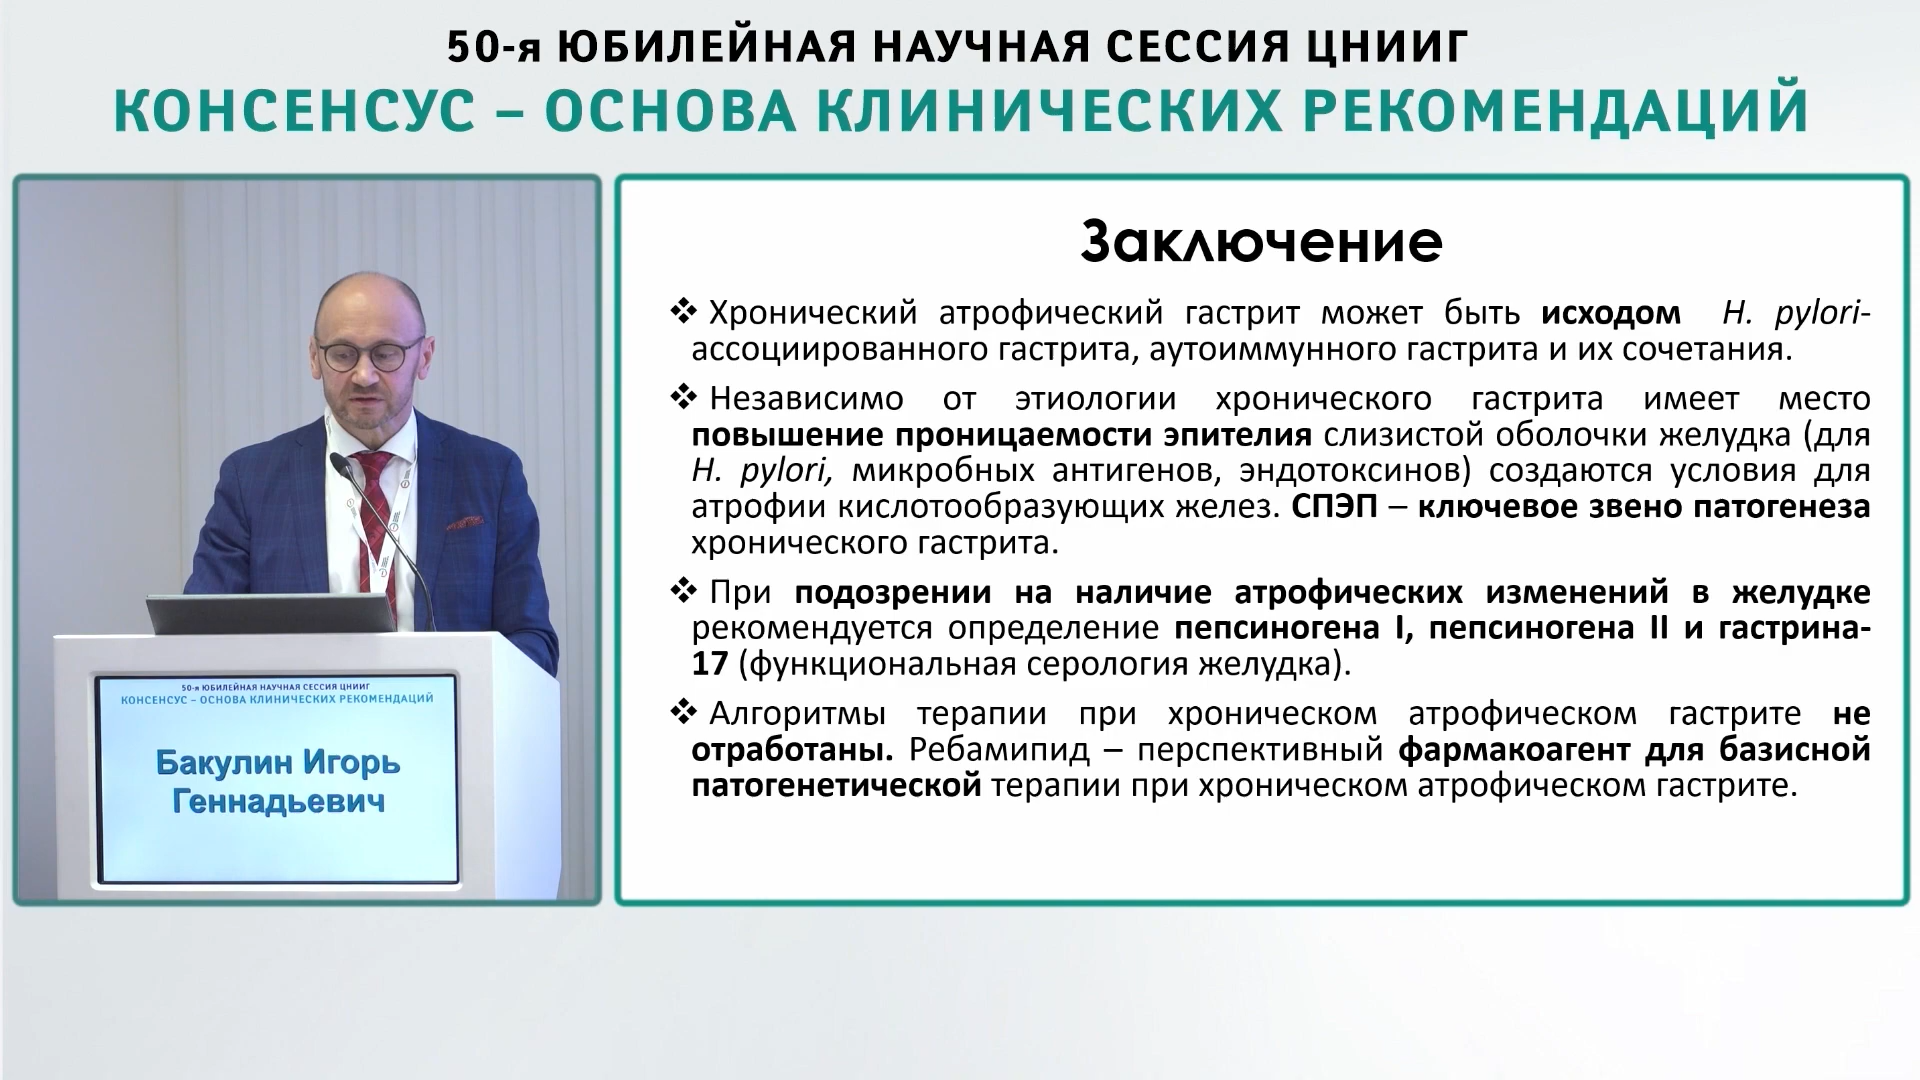 50-я ЮБИЛЕЙНАЯ НАУЧНАЯ СЕССИЯ ЦНИИГ
КОНСЕНСУС – ОСНОВА КЛИНИЧЕСКИХ РЕКОМЕНДАЦИЙ
50-я ЮБИЛЕЙНАЯ НАУЧНАЯ СЕССИЯ ЦНИИГ
КОНСЕНСУС – ОСНОВА КЛИНИЧЕСКИХ РЕКОМЕНДАЦИЙ
Бакулин Игорь
Геннадьевич
Заключение
❖ Хронический атрофический гастрит может быть исходом H. pylori-
ассоциированного гастрита, аутоиммунного гастрита и их сочетания.
❖ Независимо от этиологии хронического гастрита имеет место
повышение проницаемости эпителия слизистой оболочки желудка (для
H. pylori, микробных антигенов, эндотоксинов) создаются условия для
атрофии кислотообразующих желез. СПЭП – ключевое звено патогенеза
хронического гастрита.
❖ При подозрении на наличие атрофических изменений в желудке
рекомендуется определение пепсиногена I, пепсиногена II и гастрина-
17 (функциональная серология желудка).
❖ Алгоритмы терапии при хроническом атрофическом гастрите не
отработаны. Ребамипид – перспективный фармакоагент для базисной
патогенетической терапии при хроническом атрофическом гастрите.